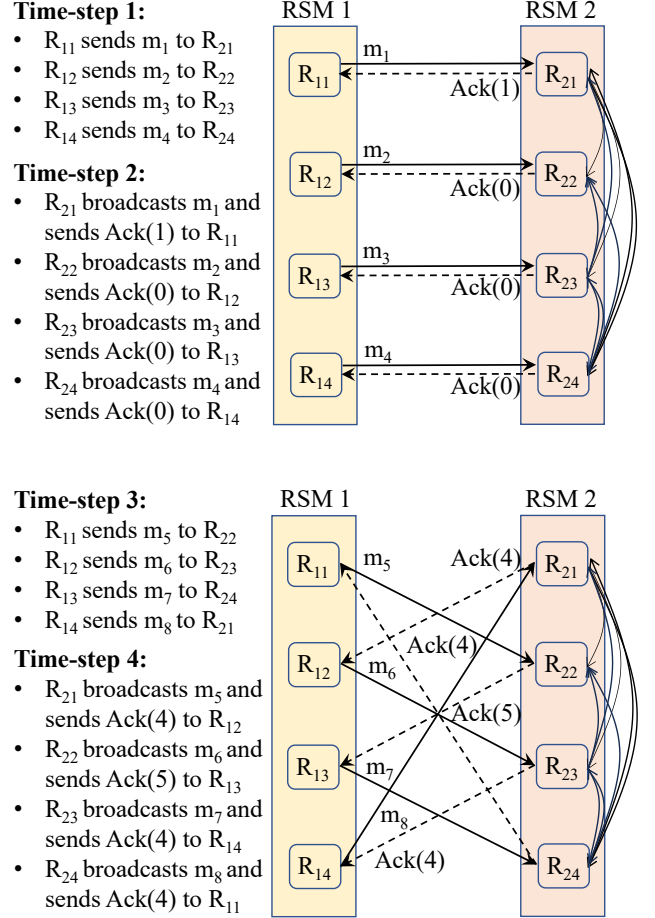 Time-step 1:
• R₁₁ sends m₁ to R₂₁
• R₁₂ sends m₂ to R₂₂
• R₁₃ sends m₃ to R₂₃
• R₁₄ sends m₄ to R₂₄
Time-step 2:
• R₂₁ broadcasts m₁ and
sends Ack(1) to R₁₁
• R₂₂ broadcasts m₂ and
sends Ack(0) to R₁₂
• R₂₃ broadcasts m₃ and
sends Ack(0) to R₁₃
• R₂₄ broadcasts m₄ and
sends Ack(0) to R₁₄
RSM 1
RSM 2
R₁₁
m₁
Ack(1)
R₂₁
R₁₂
m₂
Ack(0)
R₂₂
R₁₃
m₃
Ack(0)
R₂₃
R₁₄
m₄
Ack(0)
R₂₄
Time-step 3:
• R₁₁ sends m₅ to R₂₂
• R₁₂ sends m₆ to R₂₃
• R₁₃ sends m₇ to R₂₄
• R₁₄ sends m₈ to R₂₁
Time-step 4:
• R₂₁ broadcasts m₅ and
sends Ack(4) to R₁₂
• R₂₂ broadcasts m₆ and
sends Ack(5) to R₁₃
• R₂₃ broadcasts m₇ and
sends Ack(4) to R₁₄
• R₂₄ broadcasts m₈ and
sends Ack(4) to R₁₁
RSM 1
RSM 2
R₁₁
m₅
Ack(4)
R₂₁
Ack(4)
R₁₂
m₆
R₂₂
Ack(5)
R₁₃
m₇
R₂₃
m₈
Ack(4)
R₁₄
R₂₄